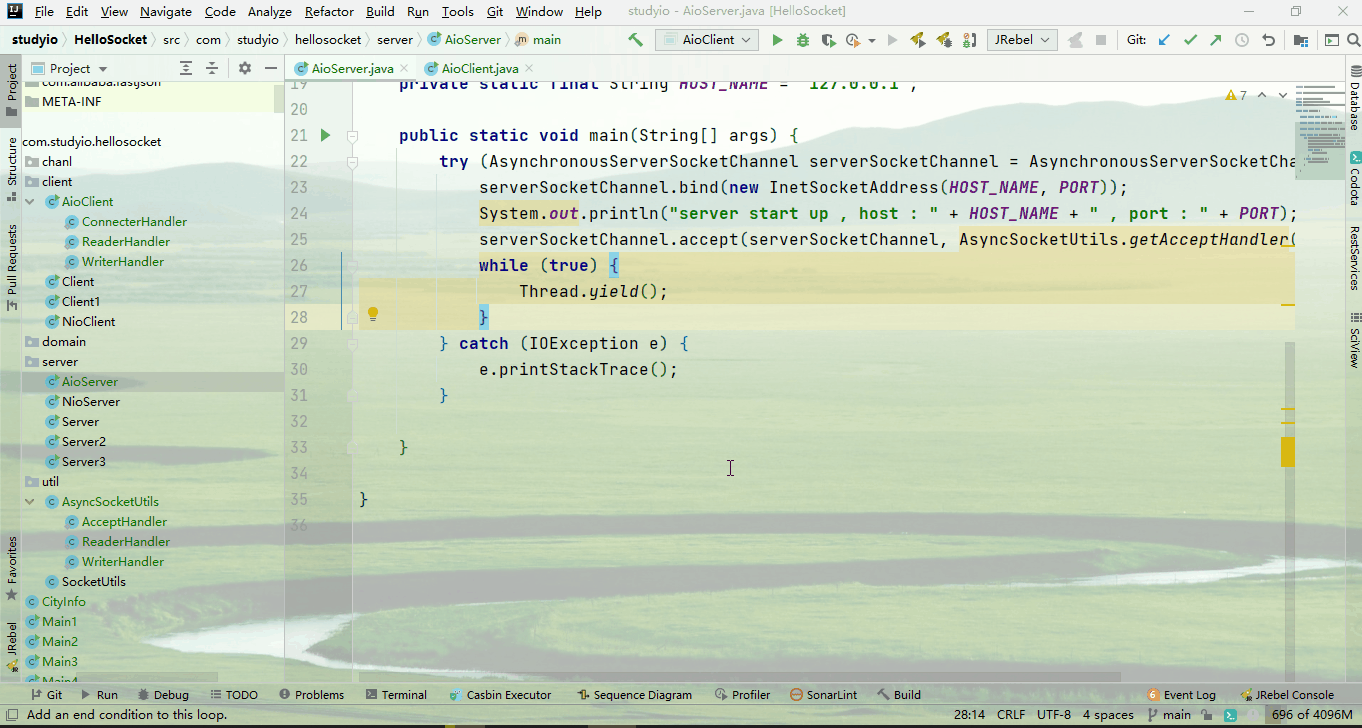 File Edit View Navigate Code Analyze Refactor Build Run Tools Git Window Help studyio - AioServer.java [HelloSocket]
studyio HelloSocket src com studyio hellosocket server AioServer main AioClient JRebel Git:
Project AioServer.java AioClient.java
com.alibaba.fastjson
META-INF
com.studyio.hellosocket
chanl
client
AioClient
ConnecterHandler
ReaderHandler
WriterHandler
Client
Client1
NioClient
domain
server
AioServer
NioServer
Server
Server2
Server3
util
AsyncSocketUtils
AcceptHandler
ReaderHandler
WriterHandler
SocketUtils
CityInfo
Main1
Main2
Main3
Main4
Project
Structure
Pull Requests
Favorites
JRebel
19 private static final String HOST_NAME = "127.0.0.1";
20
21 public static void main(String[] args) {
22 try (AsynchronousServerSocketChannel serverSocketChannel = AsynchronousServerSocketCha
23 serverSocketChannel.bind(new InetSocketAddress(HOST_NAME, PORT));
24 System.out.println("server start up , host : " + HOST_NAME + " , port : " + PORT);
25 serverSocketChannel.accept(serverSocketChannel, AsyncSocketUtils.getAcceptHandler(
26 while (true) {
27 Thread.yield();
28 }
29 } catch (IOException e) {
30 e.printStackTrace();
31 }
32
33 }
34
35 }
36
7
Database
Codota
RestServices
SciView
Git Run Debug TODO Problems Terminal Casbin Executor Sequence Diagram Profiler SonarLint Build 6 Event Log JRebel Console
Add an end condition to this loop. 28:14 CRLF UTF-8 4 spaces main 696 of 4096M